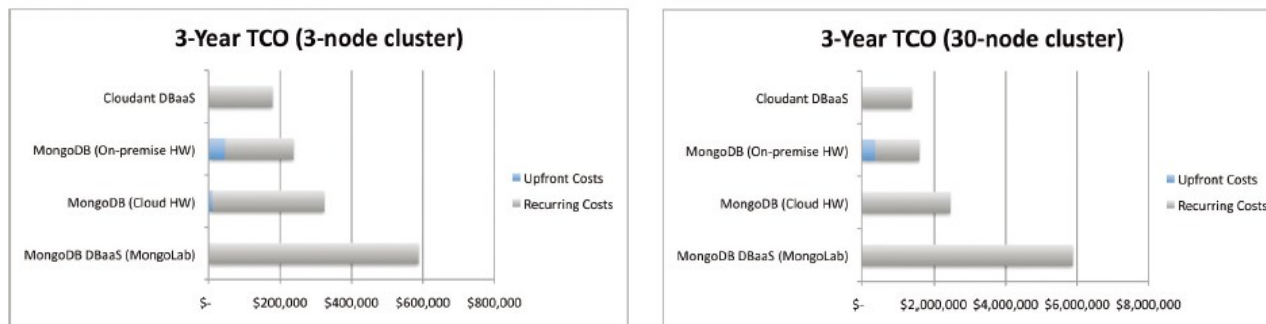 3-Year TCO (3-node cluster)
Cloudant DBaaS
MongoDB (On-premise HW)
MongoDB (Cloud HW)
MongoDB DBaaS (MongoLab)
Upfront Costs
Recurring Costs
$- $200,000 $400,000 $600,000 $800,000
3-Year TCO (30-node cluster)
Cloudant DBaaS
MongoDB (On-premise HW)
MongoDB (Cloud HW)
MongoDB DBaaS (MongoLab)
Upfront Costs
Recurring Costs
$- $2,000,000 $4,000,000 $6,000,000 $8,000,000